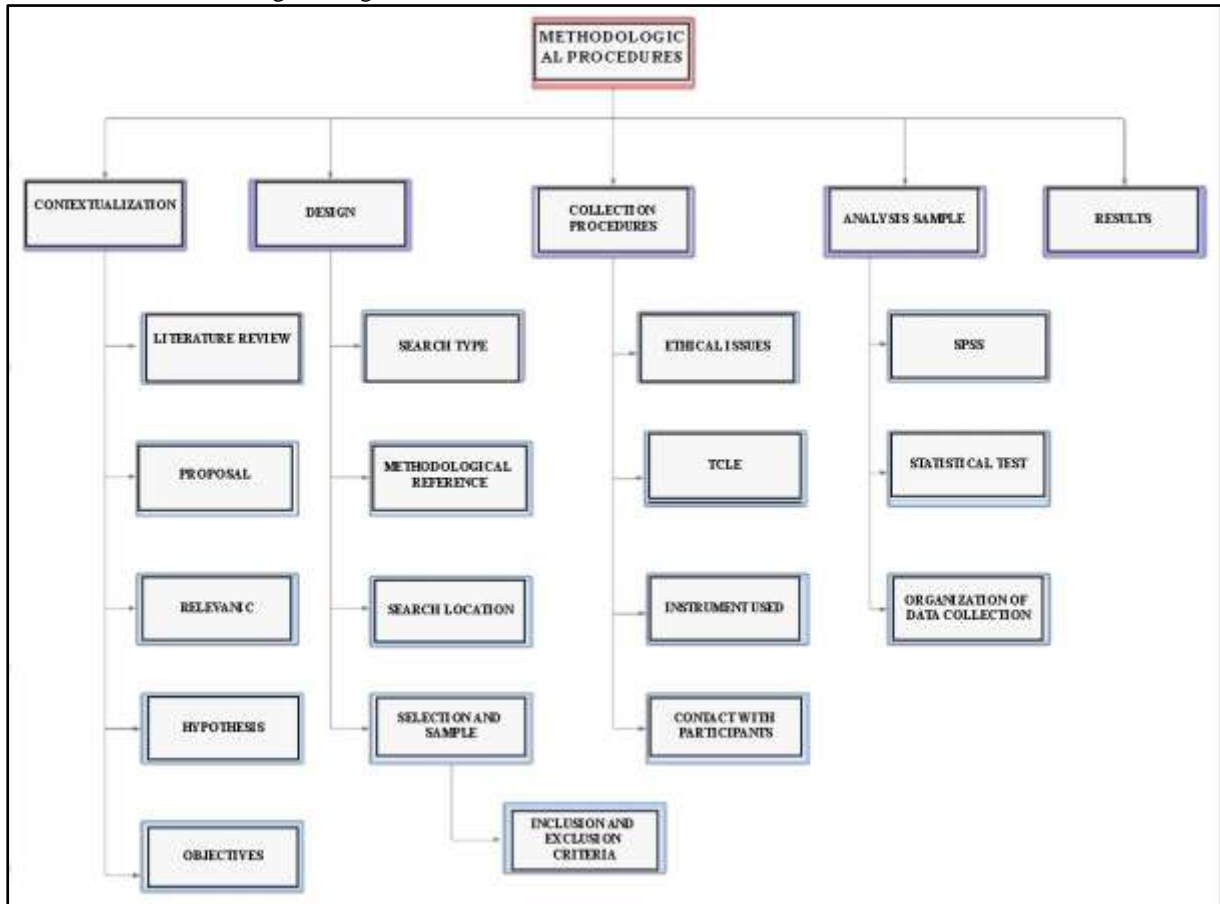 METHODOLOGIC
AL PROCEDURES
CONTEXTUALIZATION
DESIGN
COLLECTION
PROCEDURES
ANALYSIS SAMPLE
RESULTS
LITERATURE REVIEW
SEARCH TYPE
ETHICAL ISSUES
SPSS
PROPOSAL
METHODOLOGICAL
REFERENCE
TCLE
STATISTICAL TEST
RELEVANIC
SEARCH LOCATION
INSTRUMENT USED
ORGANIZATION OF
DATA COLLECTION
HYPOTHESIS
SELECTION AND
SAMPLE
CONTACT WITH
PARTICIPANTS
OBJECTIVES
INCLUSION AND
EXCLUSION
CRITERIA